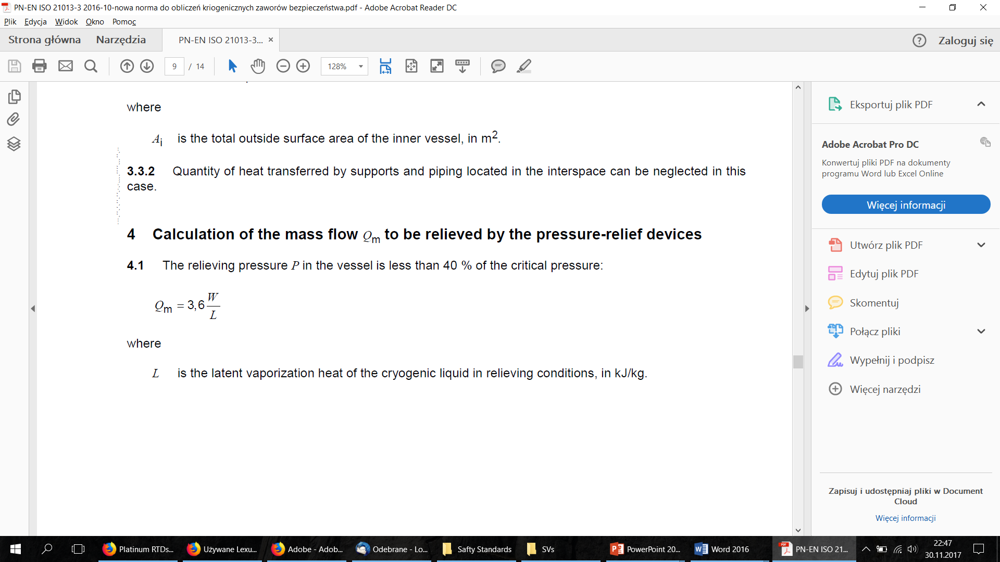 PN-EN ISO 21013-3 2016-10-nowa norma do obliczeń kriogenicznych zaworów bezpieczeństwa.pdf - Adobe Acrobat Reader DC
Plik Edycja Widok Okno Pomoc
Strona główna Narzędzia PN-EN ISO 21013-3... × Zaloguj się
9 / 14 128%
where
Ai is the total outside surface area of the inner vessel, in m².
3.3.2 Quantity of heat transferred by supports and piping located in the interspace can be neglected in this
case.
4 Calculation of the mass flow Qm to be relieved by the pressure-relief devices
4.1 The relieving pressure P in the vessel is less than 40 % of the critical pressure:
Qm = 3,6 W/L
where
L is the latent vaporization heat of the cryogenic liquid in relieving conditions, in kJ/kg.
Eksportuj plik PDF
Adobe Acrobat Pro DC
Konwertuj pliki PDF na dokumenty
programu Word lub Excel Online
Więcej informacji
Utwórz plik PDF
Edytuj plik PDF
Skomentuj
Połącz pliki
Wypełnij i podpisz
Więcej narzędzi
Zapisuj i udostępniaj pliki w Document
Cloud
Więcej informacji
Platinum RTDs... Używane Lexu... Adobe - Adob... Odebrane - Lo... Safty Standards SVs PowerPoint 20... Word 2016 PN-EN ISO 21... 22:47
30.11.2017